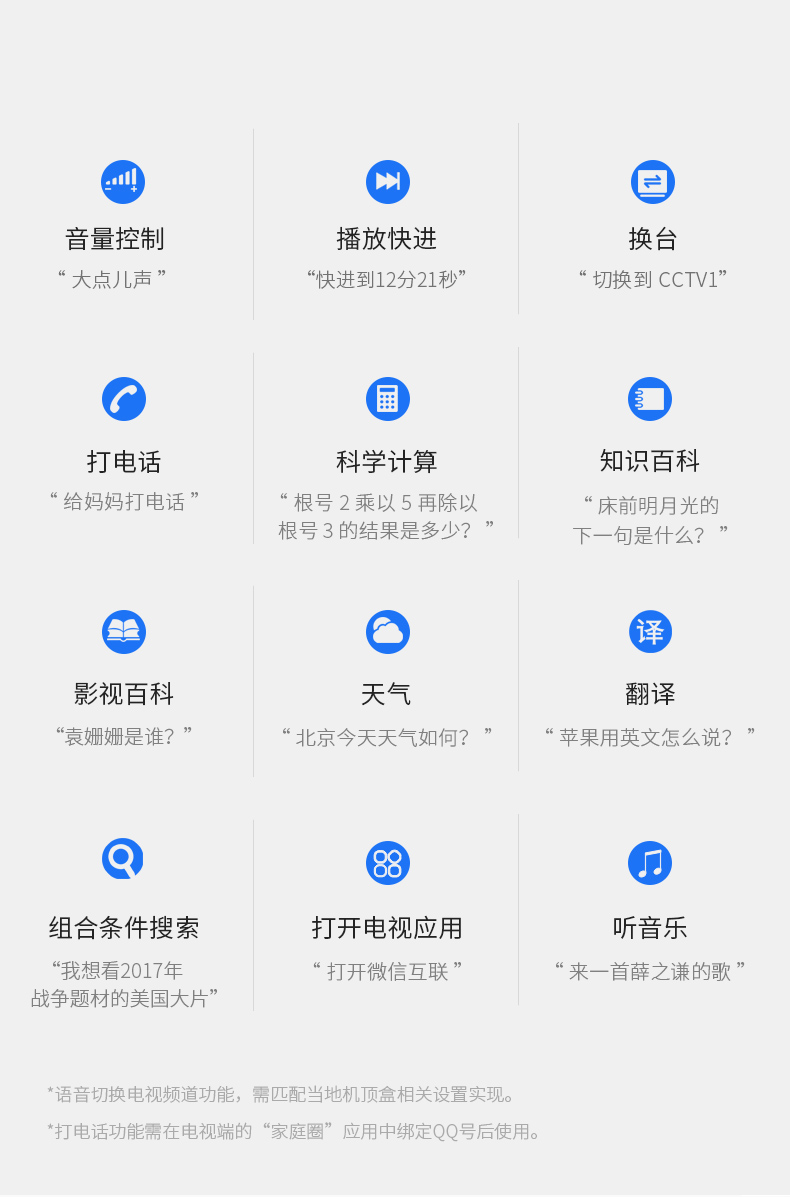 音量控制
播放快进
换台
“ 大点儿声 ”
“快进到12分21秒”
“ 切换到 CCTV1”
打电话
科学计算
知识百科
“ 给妈妈打电话 ”
“ 根号 2 乘以 5 再除以
根号 3 的结果是多少？ ”
“ 床前明月光的
下一句是什么？ ”
译
影视百科
天气
翻译
“袁姗姗是谁？”
“ 北京今天天气如何？ ”
“ 苹果用英文怎么说？ ”
组合条件搜索
打开电视应用
听音乐
“我想看2017年
战争题材的美国大片”
“ 打开微信互联 ”
“ 来一首薛之谦的歌 ”
*语音切换电视频道功能，需匹配当地机顶盒相关设置实现。
*打电话功能需在电视端的“家庭圈”应用中绑定QQ号后使用。